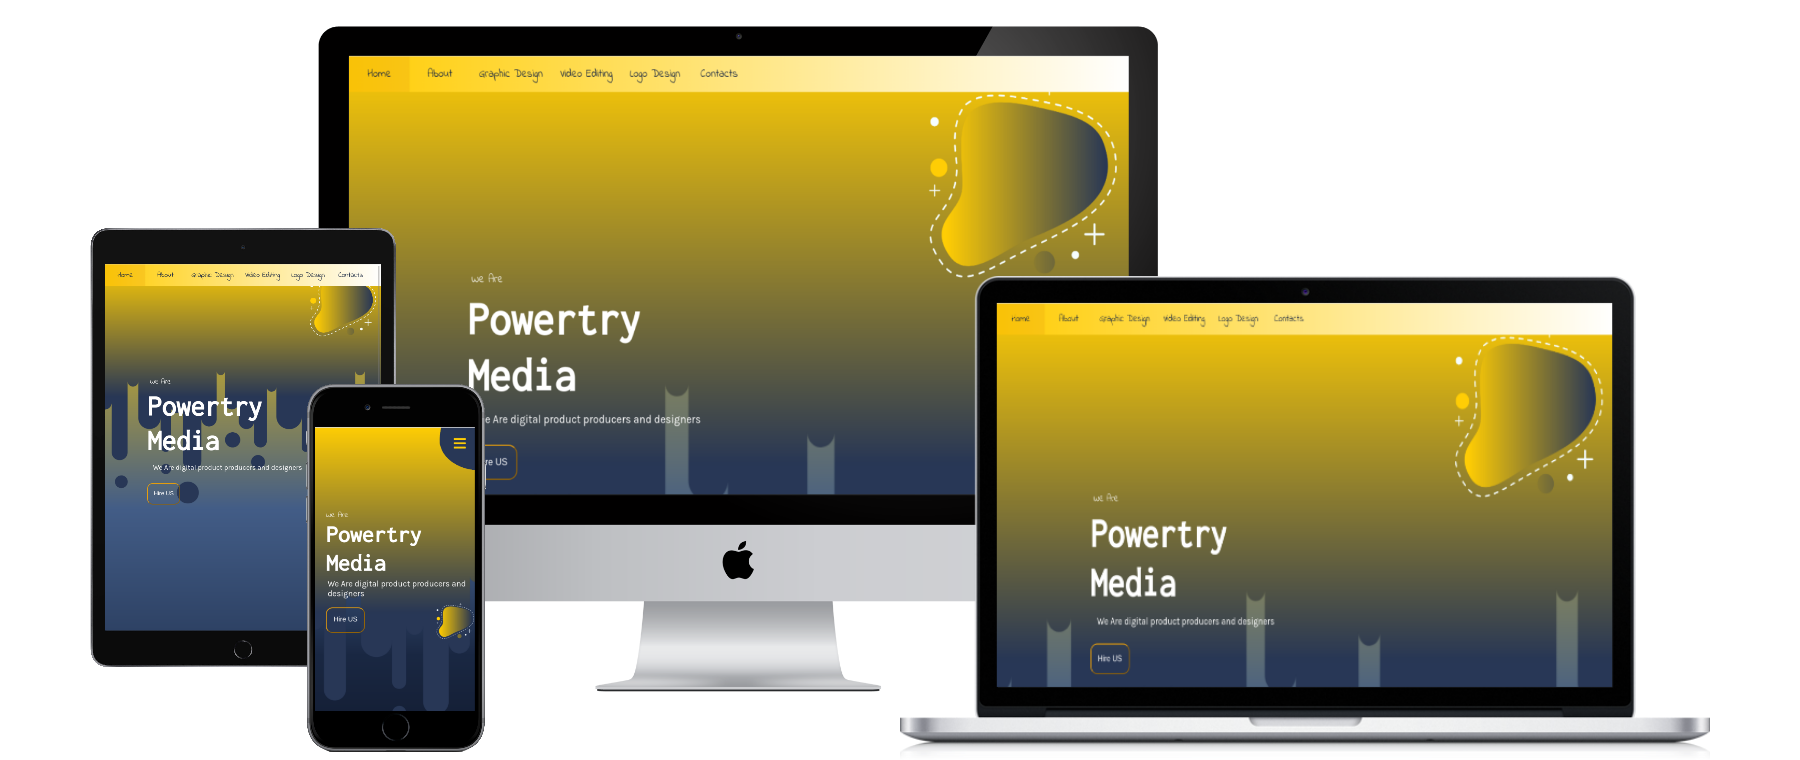 Home About Graphic Design Video Editing Logo Design Contacts
We Are
Powertry
Media
We Are digital product producers and designers
Hire US
Home About Graphic Design Video Editing Logo Design Contacts
We Are
Powertry
Media
e Are digital product producers and designers
re US
We Are
Powertry
Media
We Are digital product producers and
designers
Hire US
Home About Graphic Design Video Editing Logo Design Contacts
We Are
Powertry
Media
We Are digital product producers and designers
Hire US